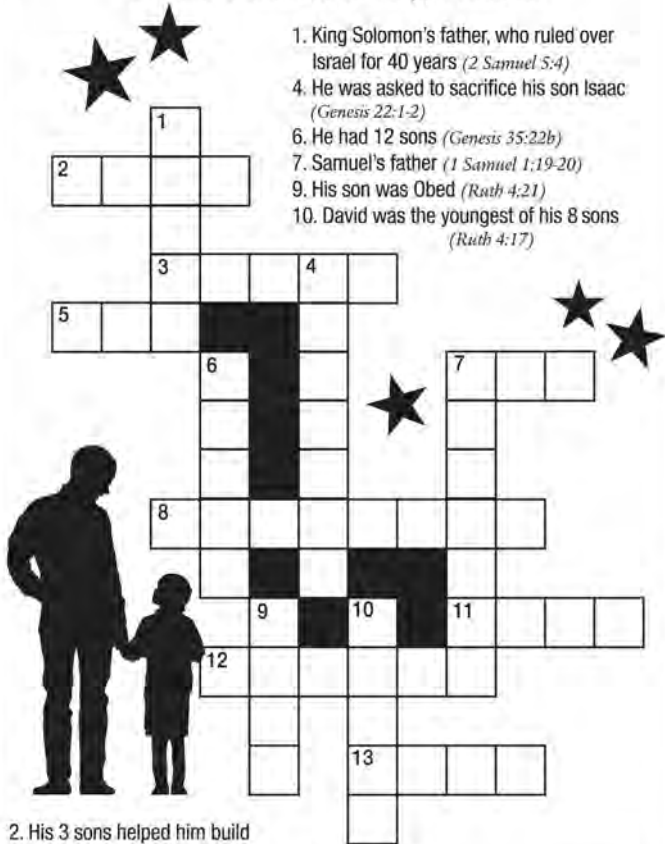 1. King Solomon's father, who ruled over
Israel for 40 years (2 Samuel 5:4)
4. He was asked to sacrifice his son Isaac
(Genesis 22:1-2)
6. He had 12 sons (Genesis 35:22b)
7. Samuel's father (1 Samuel 1:19-20)
9. His son was Obed (Ruth 4:21)
10. David was the youngest of his 8 sons
(Ruth 4:17)
1
2
3
4
5
6
7
8
9
10
11
12
13
2. His 3 sons helped him build